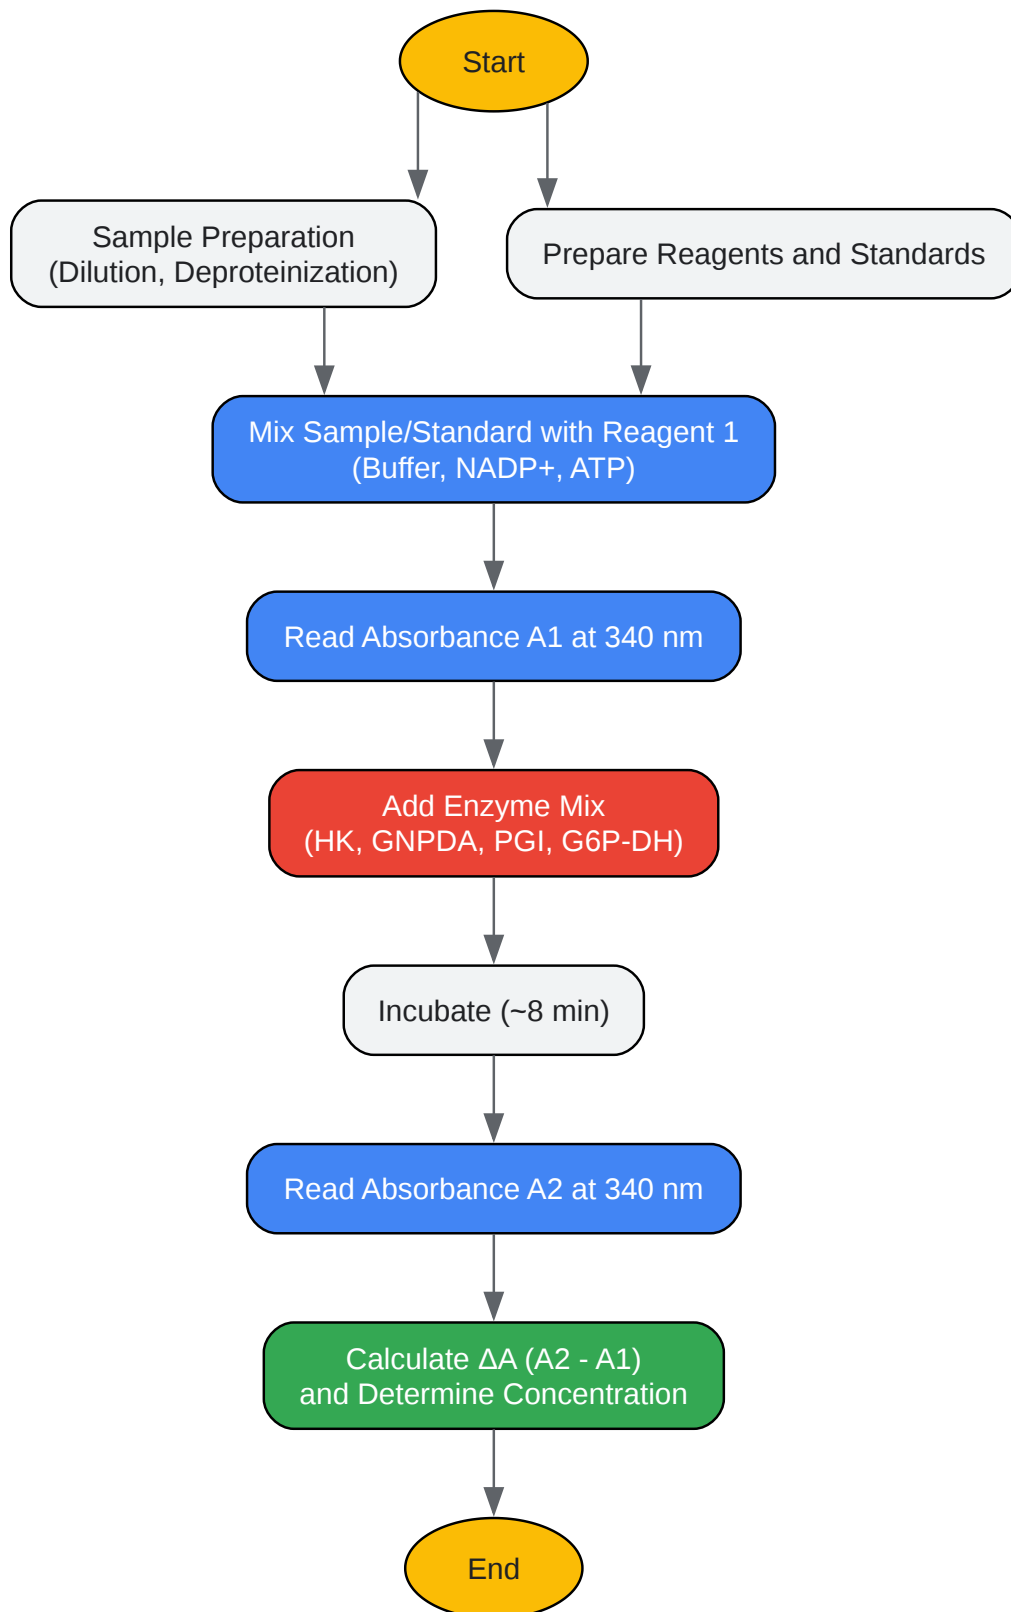 Start
Sample Preparation
(Dilution, Deproteinization)
Prepare Reagents and Standards
Mix Sample/Standard with Reagent 1
(Buffer, NADP+, ATP)
Read Absorbance A1 at 340 nm
Add Enzyme Mix
(HK, GNPDA, PGI, G6P-DH)
Incubate (~8 min)
Read Absorbance A2 at 340 nm
Calculate ΔA (A2 - A1)
and Determine Concentration
End